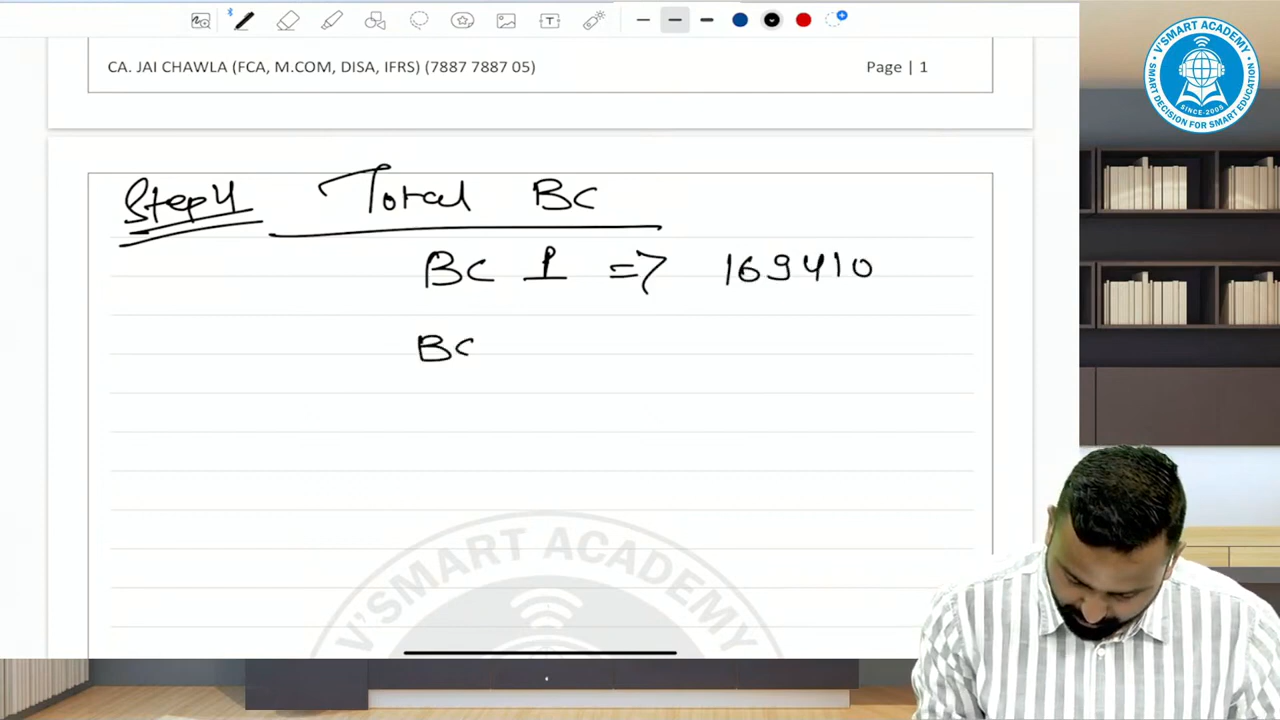 CA. JAI CHAWLA (FCA, M.COM, DISA, IFRS) (7887 7887 05) Page | 1
V'SMART ACADEMY
SMART DECISION FOR SMART EDUCATION
SINCE-2005
Step 4 Total BC
BC 1 => 169410
BC
V'SMART ACADEMY